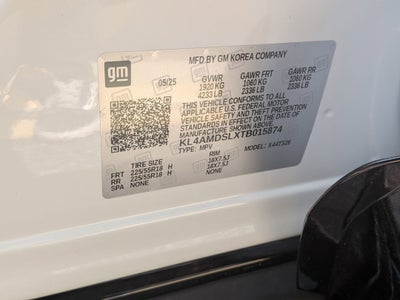 gm
MFD BY GM KOREA COMPANY
05/25 GVWR GAWR FRT GAWR RR
1920 KG 1060 KG 1060 KG
4233 LB 2336 LB 2336 LB
THIS VEHICLE CONFORMS TO ALL
APPLICABLE U.S. FEDERAL MOTOR
VEHICLE SAFETY AND THEFT
PREVENTION STANDARDS IN EFFECT
ON THE DATE OF
MANUFACTURE SHOWN ABOVE.
KL4AMDSLXTB015874
TYPE: MPV MODEL:
TIRE SIZE RIM
FRT 225/55R18 H 18X7.5J
RR 225/55R18 H 18X7.5J
SPA NONE NONE